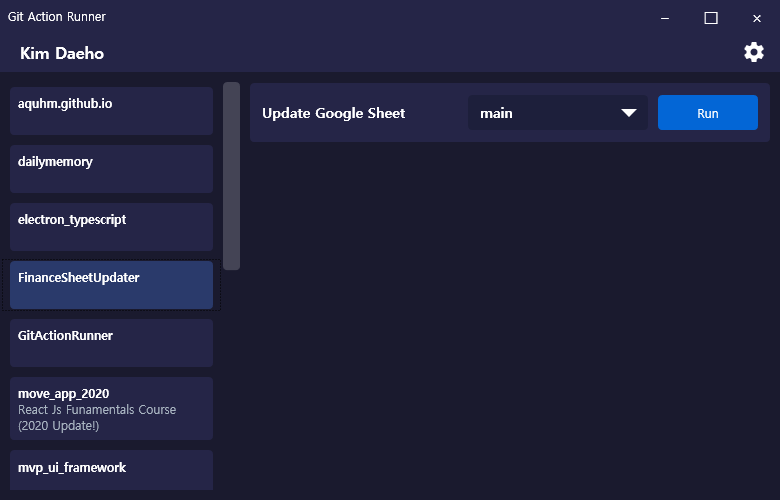 Git Action Runner
Kim Daeho
aquhm.github.io
dailymemory
electron_typescript
FinanceSheetUpdater
GitActionRunner
move_app_2020
React Js Funamentals Course
(2020 Update!)
mvp_ui_framework
Update Google Sheet
main
Run